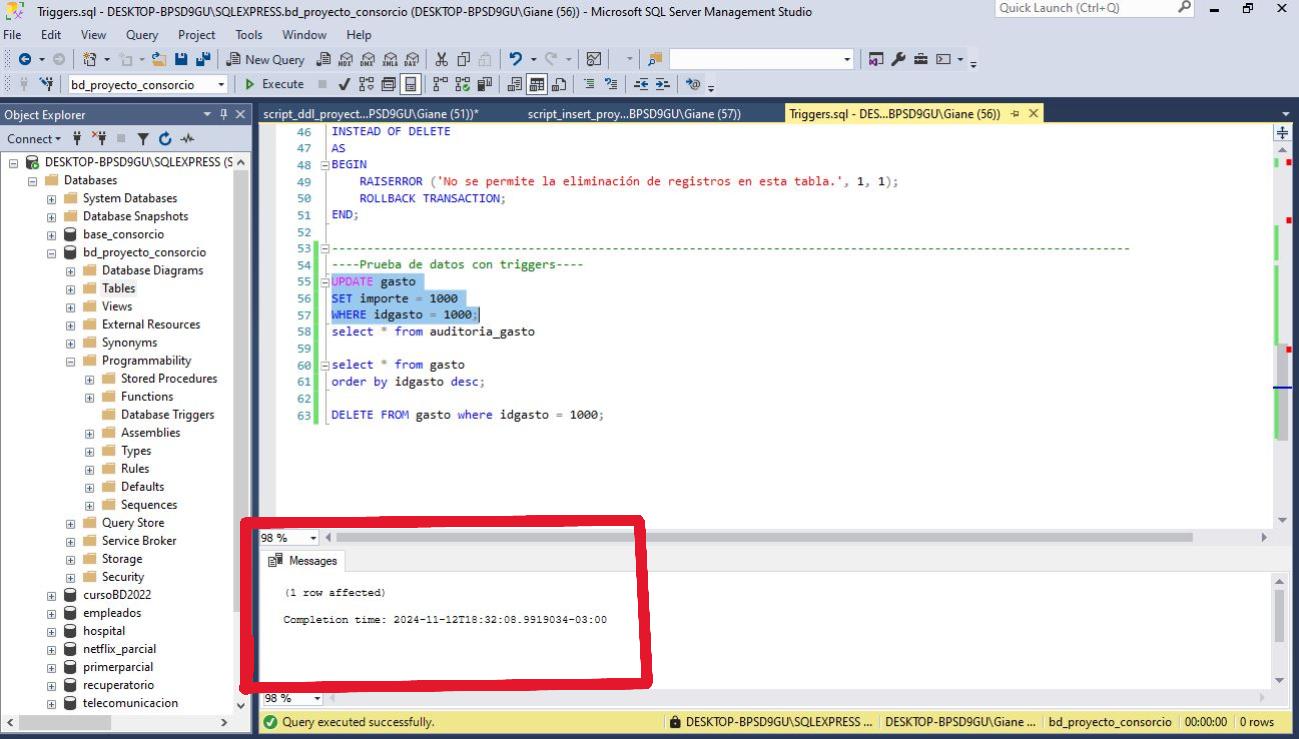 Triggers.sql - DESKTOP-BPSD9GU\SQLEXPRESS.bd_proyecto_consorcio (DESKTOP-BPSD9GU\Giane (56)) - Microsoft SQL Server Management Studio
Quick Launch (Ctrl+Q)
File Edit View Query Project Tools Window Help
New Query
bd_proyecto_consorcio
Execute
Object Explorer
Connect
DESKTOP-BPSD9GU\SQLEXPRESS (S
Databases
System Databases
Database Snapshots
base_consorcio
bd_proyecto_consorcio
Database Diagrams
Tables
Views
External Resources
Synonyms
Programmability
Stored Procedures
Functions
Database Triggers
Assemblies
Types
Rules
Defaults
Sequences
Query Store
Service Broker
Storage
Security
cursoBD2022
empleados
hospital
netflix_parcial
primerparcial
recuperatorio
telecomunicacion
script_ddl_proyect...PSD9GU\Giane (51))*
script_insert_proy...BPSD9GU\Giane (57))
Triggers.sql - DES...BPSD9GU\Giane (56))
46 INSTEAD OF DELETE
47 AS
48 BEGIN
49 RAISERROR ('No se permite la eliminación de registros en esta tabla.', 1, 1);
50 ROLLBACK TRANSACTION;
51 END;
52
53 ------------------------------------------------------------------------------------------------------------------
54 ----Prueba de datos con triggers----
55 UPDATE gasto
56 SET importe = 1000
57 WHERE idgasto = 1000;
58 select * from auditoria_gasto
59
60 select * from gasto
61 order by idgasto desc;
62
63 DELETE FROM gasto where idgasto = 1000;
98 %
Messages
(1 row affected)
Completion time: 2024-11-12T18:32:08.9919034-03:00
98 %
Query executed successfully.
DESKTOP-BPSD9GU\SQLEXPRESS ...
DESKTOP-BPSD9GU\Giane ...
bd_proyecto_consorcio
00:00:00
0 rows